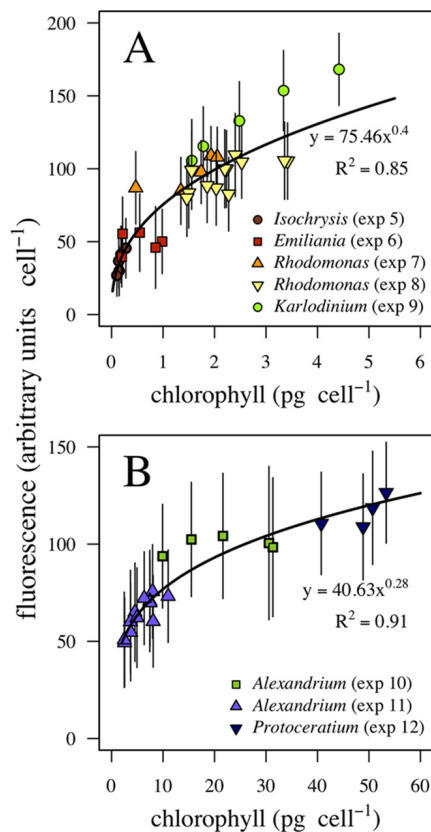 A
200
150
100
50
0
y = 75.46x^0.4
R² = 0.85
Isochrysis (exp 5)
Emiliania (exp 6)
Rhodomonas (exp 7)
Rhodomonas (exp 8)
Karlodinium (exp 9)
0 1 2 3 4 5 6
chlorophyll (pg cell⁻¹)
fluorescence (arbitrary units cell⁻¹)
B
150
100
50
0
y = 40.63x^0.28
R² = 0.91
Alexandrium (exp 10)
Alexandrium (exp 11)
Protoceratium (exp 12)
0 10 20 30 40 50 60
chlorophyll (pg cell⁻¹)